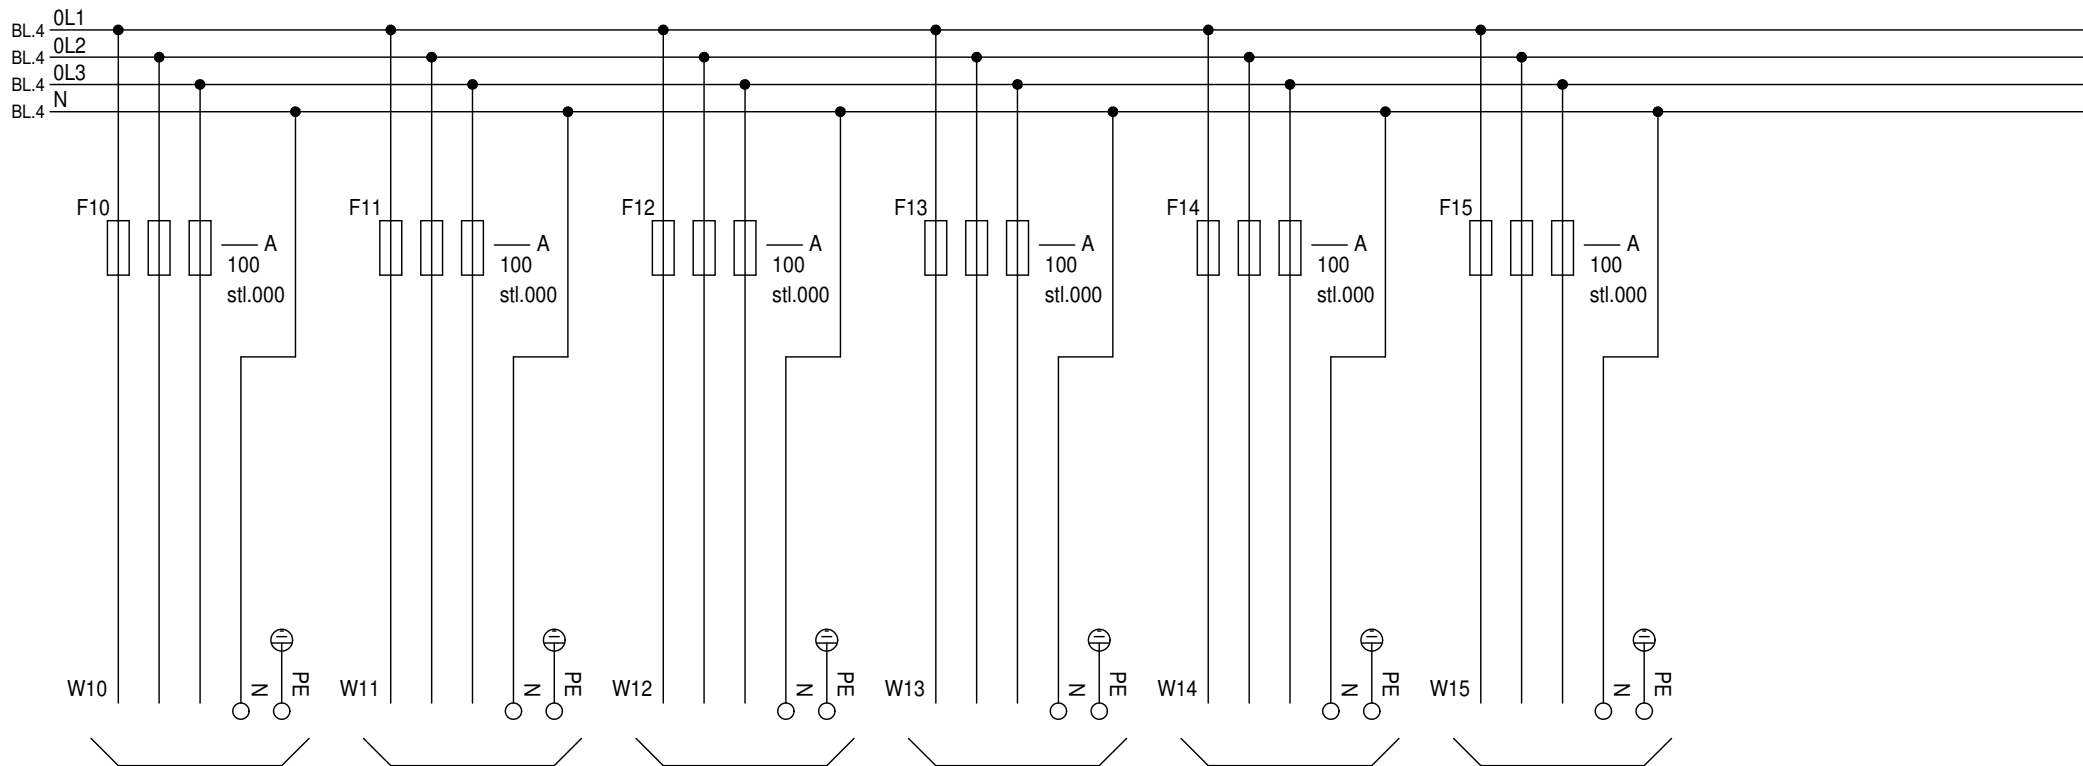 BL.4 0L1
BL.4 0L2
BL.4 0L3
BL.4 N
F10 F11 F12 F13 F14 F15
A A A A A A
100 100 100 100 100 100
stl.000 stl.000 stl.000 stl.000 stl.000 stl.000
W10 N PE W11 N PE W12 N PE W13 N PE W14 N PE W15 N PE